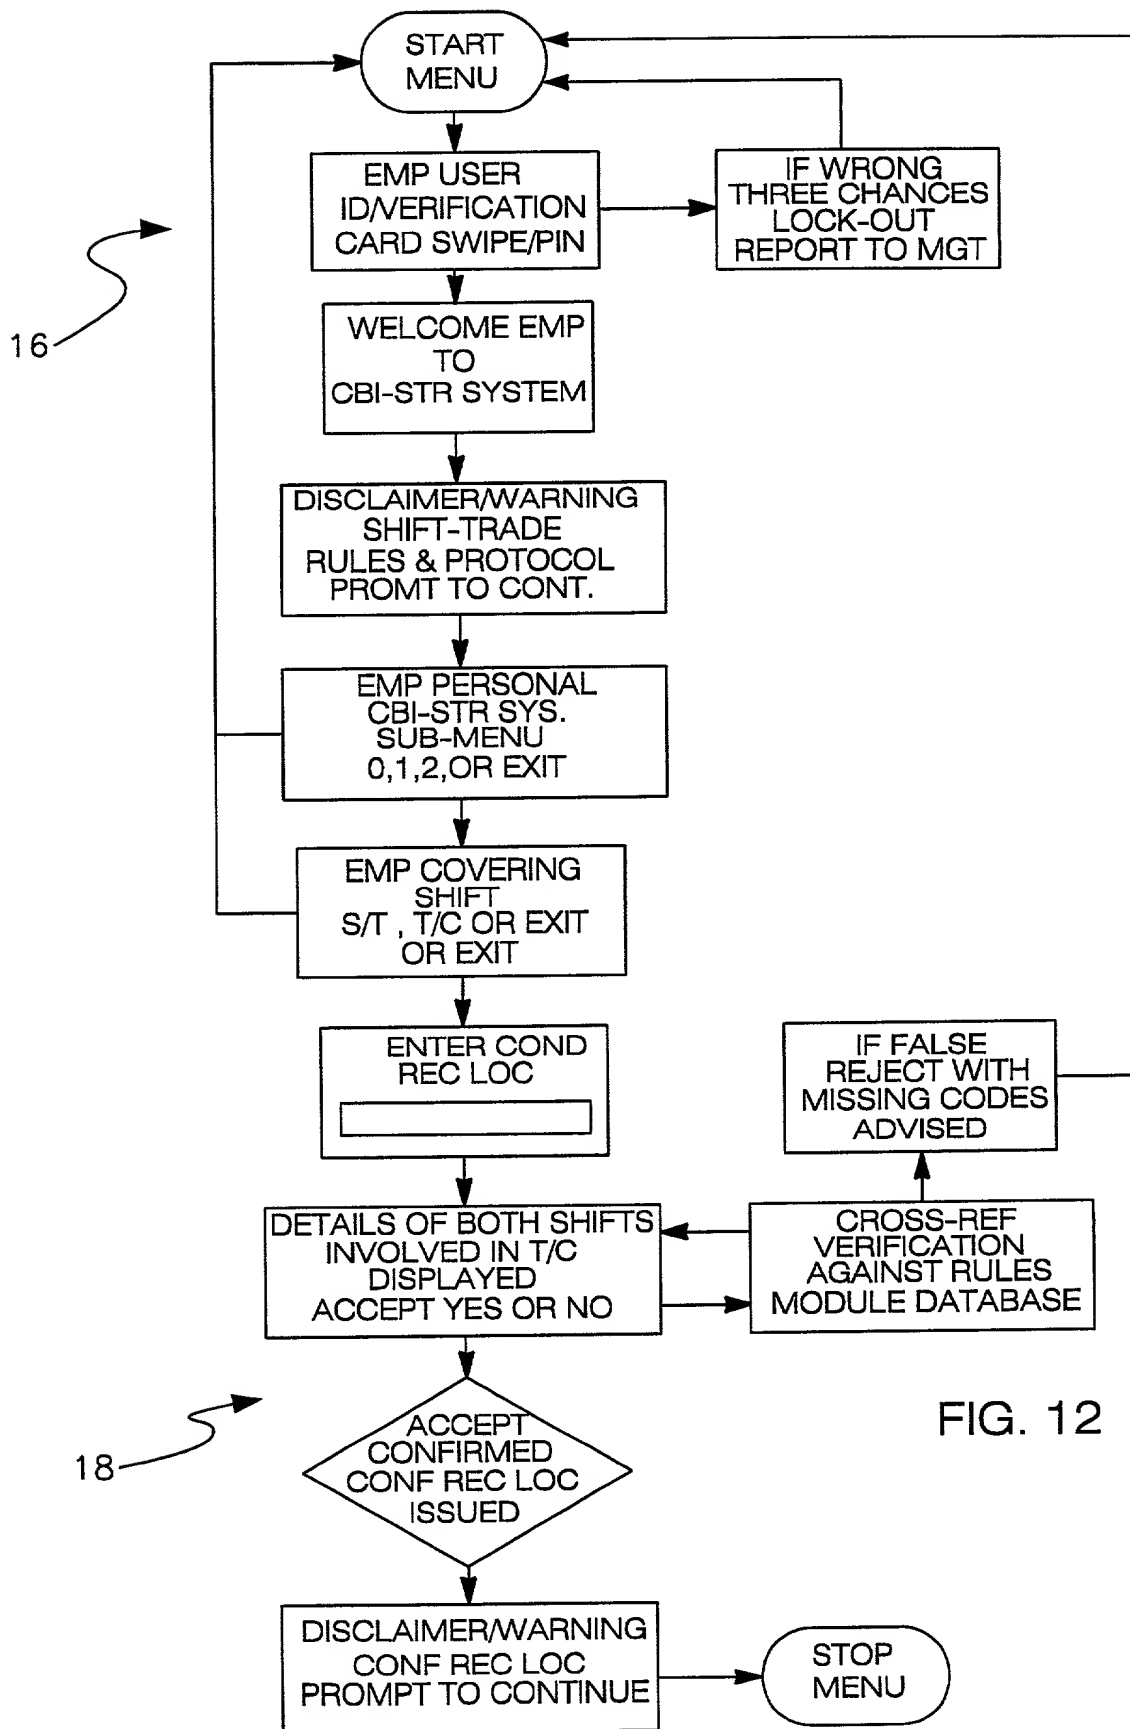 START
MENU
EMP USER
ID/VERIFICATION
CARD SWIPE/PIN
IF WRONG
THREE CHANCES
LOCK-OUT
REPORT TO MGT
16
WELCOME EMP
TO
CBI-STR SYSTEM
DISCLAIMER/WARNING
SHIFT-TRADE
RULES & PROTOCOL
PROMT TO CONT.
EMP PERSONAL
CBI-STR SYS.
SUB-MENU
0,1,2,OR EXIT
EMP COVERING
SHIFT
S/T , T/C OR EXIT
OR EXIT
ENTER COND
REC LOC
IF FALSE
REJECT WITH
MISSING CODES
ADVISED
DETAILS OF BOTH SHIFTS
INVOLVED IN T/C
DISPLAYED
ACCEPT YES OR NO
CROSS-REF
VERIFICATION
AGAINST RULES
MODULE DATABASE
18
ACCEPT
CONFIRMED
CONF REC LOC
ISSUED
FIG. 12
DISCLAIMER/WARNING
CONF REC LOC
PROMPT TO CONTINUE
STOP
MENU